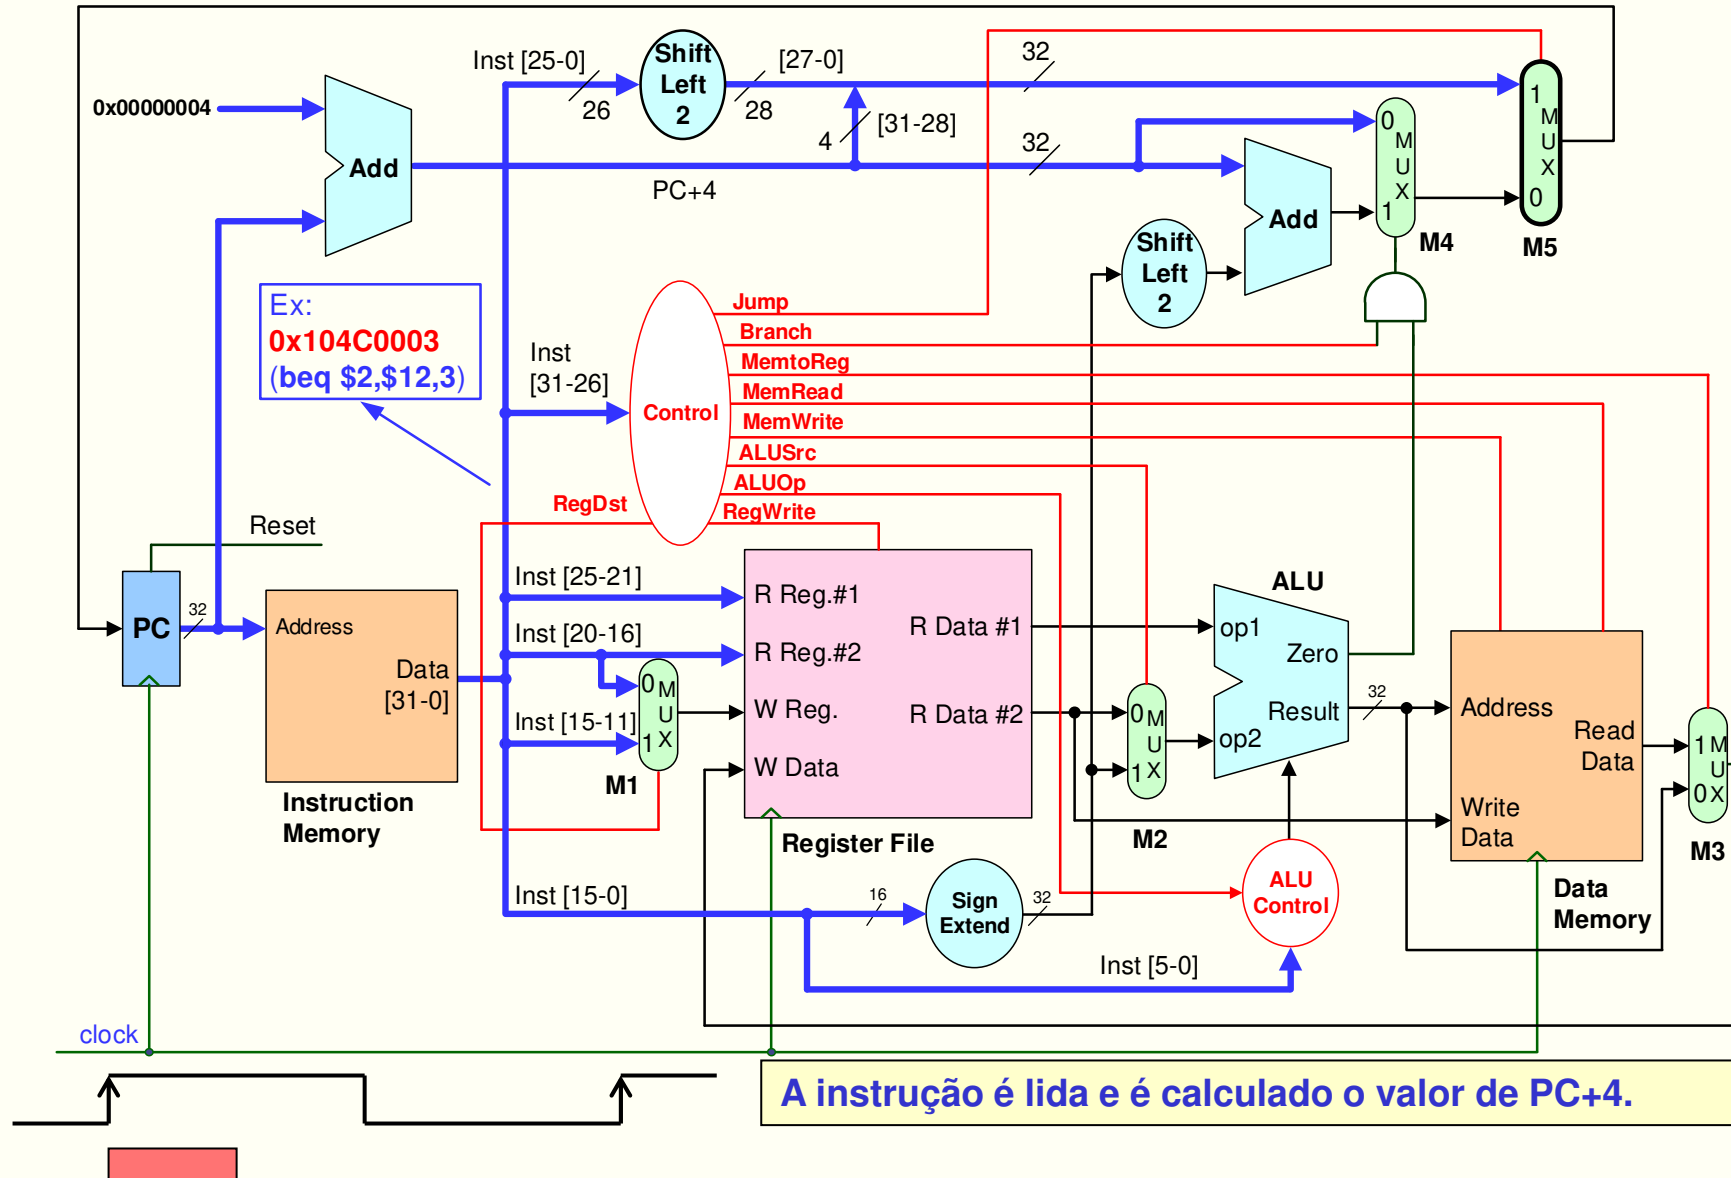 Inst [25-0]
26
Shift
Left
2
28
[27-0]
32
4
[31-28]
0x00000004
Add
PC+4
32
Shift
Left
2
Add
0
M
U
X
1
M4
1
M
U
X
0
M5
Ex:
0x104C0003
(beq $2,$12,3)
Inst
[31-26]
Control
Jump
Branch
MemtoReg
MemRead
MemWrite
ALUSrc
ALUOp
RegWrite
RegDst
Reset
PC
32
Address
Data
[31-0]
Instruction
Memory
Inst [25-21]
Inst [20-16]
Inst [15-11]
0
M
U
1 X
M1
R Reg.#1
R Reg.#2
W Reg.
W Data
R Data #1
R Data #2
Register File
0 M
U
1 X
M2
ALU
op1
Zero
Result
op2
32
Address
Read
Data
Write
Data
Data
Memory
1 M
U
0 X
M3
Inst [15-0]
16
Sign
Extend
32
ALU
Control
Inst [5-0]
clock
A instrução é lida e é calculado o valor de PC+4.